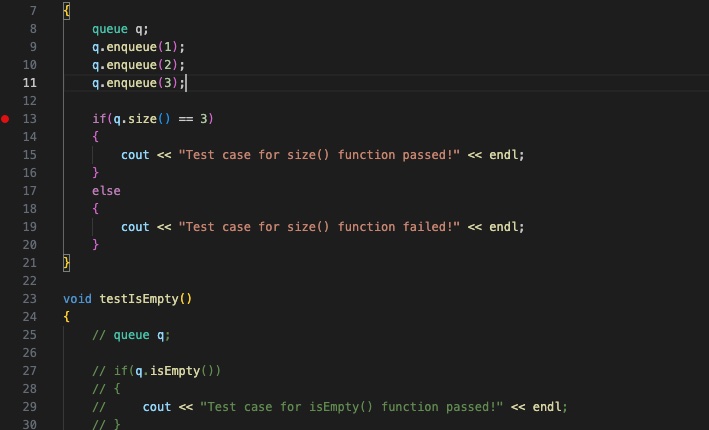 7 {
8     queue q;
9     q.enqueue(1);
10     q.enqueue(2);
11     q.enqueue(3);
12
13     if(q.size() == 3)
14     {
15         cout << "Test case for size() function passed!" << endl;
16     }
17     else
18     {
19         cout << "Test case for size() function failed!" << endl;
20     }
21 }
22
23 void testIsEmpty()
24 {
25     // queue q;
26
27     // if(q.isEmpty())
28     // {
29     //     cout << "Test case for isEmpty() function passed!" << endl;
30     // }